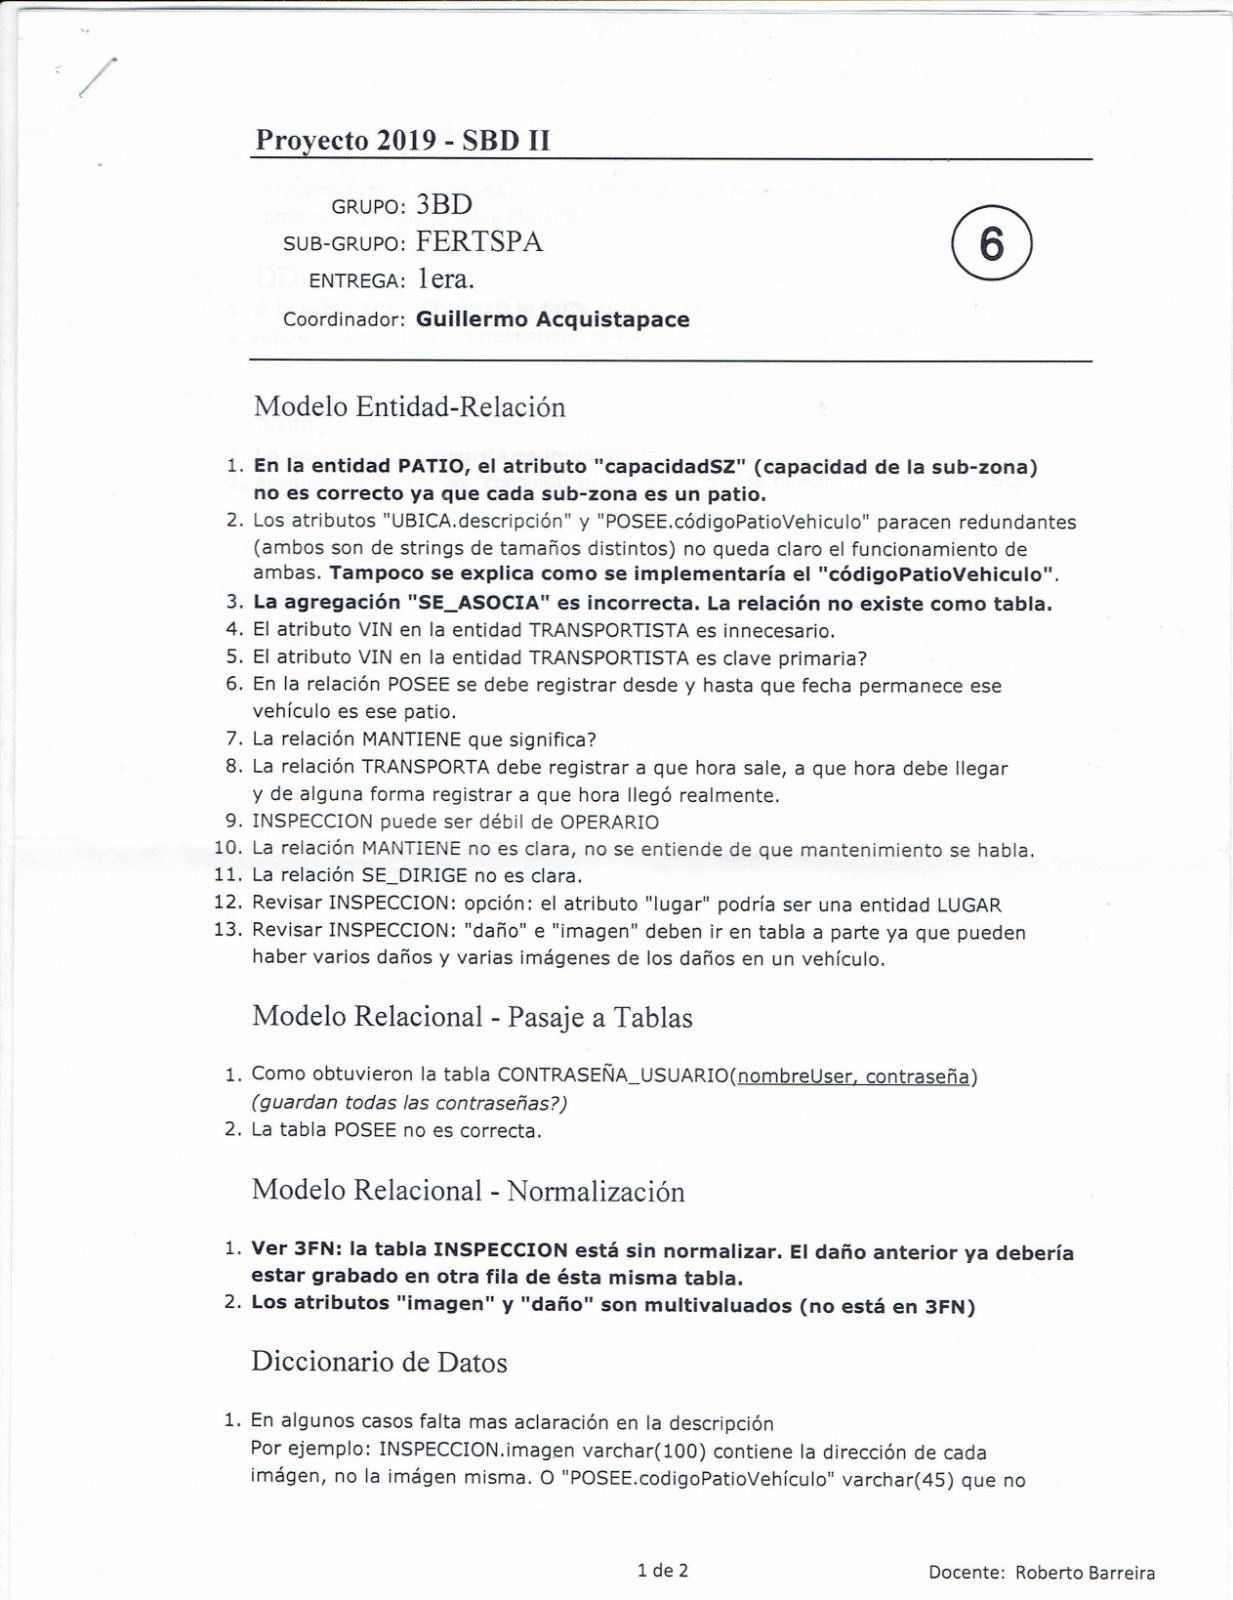 Proyecto 2019 - SBD II
GRUPO: 3BD
SUB-GRUPO: FERTSPA
6
ENTREGA: 1era.
Coordinador: Guillermo Acquistapace
Modelo Entidad-Relación
1. En la entidad PATIO, el atributo "capacidadSZ" (capacidad de la sub-zona)
no es correcto ya que cada sub-zona es un patio.
2. Los atributos "UBICA.descripción" y "POSEE.códigoPatioVehiculo" paracen redundantes
(ambos son de strings de tamaños distintos) no queda claro el funcionamiento de
ambas. Tampoco se explica como se implementaría el "códigoPatioVehiculo".
3. La agregación "SE_ASOCIA" es incorrecta. La relación no existe como tabla.
4. El atributo VIN en la entidad TRANSPORTISTA es innecesario.
5. El atributo VIN en la entidad TRANSPORTISTA es clave primaria?
6. En la relación POSEE se debe registrar desde y hasta que fecha permanece ese
vehículo es ese patio.
7. La relación MANTIENE que significa?
8. La relación TRANSPORTA debe registrar a que hora sale, a que hora debe llegar
y de alguna forma registrar a que hora llegó realmente.
9. INSPECCION puede ser débil de OPERARIO
10. La relación MANTIENE no es clara, no se entiende de que mantenimiento se habla.
11. La relación SE_DIRIGE no es clara.
12. Revisar INSPECCION: opción: el atributo "lugar" podría ser una entidad LUGAR
13. Revisar INSPECCION: "daño" e "imagen" deben ir en tabla a parte ya que pueden
haber varios daños y varias imágenes de los daños en un vehículo.
Modelo Relacional - Pasaje a Tablas
1. Como obtuvieron la tabla CONTRASEÑA_USUARIO(nombreUser, contraseña)
(guardan todas las contraseñas?)
2. La tabla POSEE no es correcta.
Modelo Relacional - Normalización
1. Ver 3FN: la tabla INSPECCION está sin normalizar. El daño anterior ya debería
estar grabado en otra fila de ésta misma tabla.
2. Los atributos "imagen" y "daño" son multivaluados (no está en 3FN)
Diccionario de Datos
1. En algunos casos falta mas aclaración en la descripción
Por ejemplo: INSPECCION.imagen varchar(100) contiene la dirección de cada
imágen, no la imágen misma. O "POSEE.codigoPatioVehículo" varchar(45) que no
1 de 2
Docente: Roberto Barreira